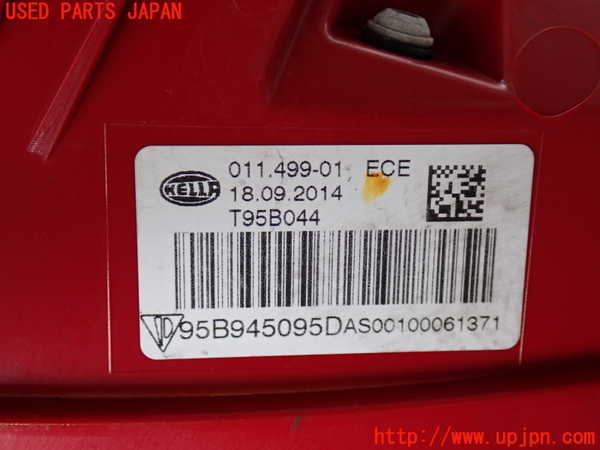 USED PARTS JAPAN
HELLA
011.499-01 ECE
18.09.2014
T95B044
95B945095DAS00100061371
http://www.upjpn.com/